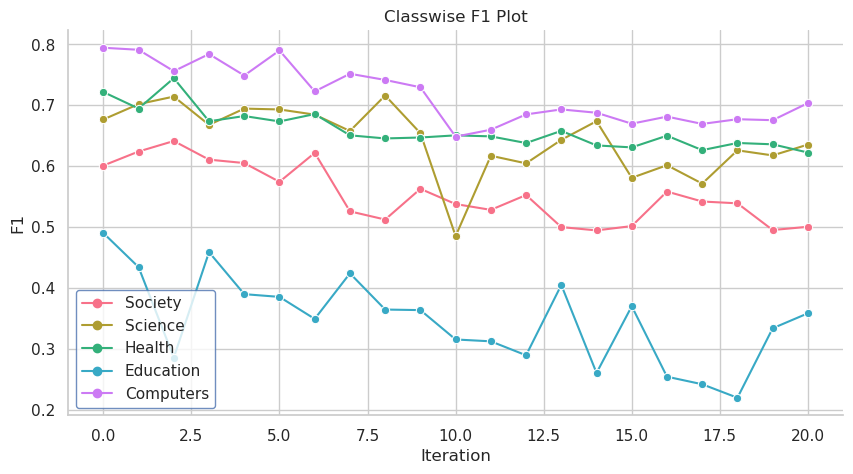 Classwise F1 Plot
0.8
0.7
0.6
0.5
0.4
0.3
0.2
F1
Society
Science
Health
Education
Computers
0.0 2.5 5.0 7.5 10.0 12.5 15.0 17.5 20.0
Iteration